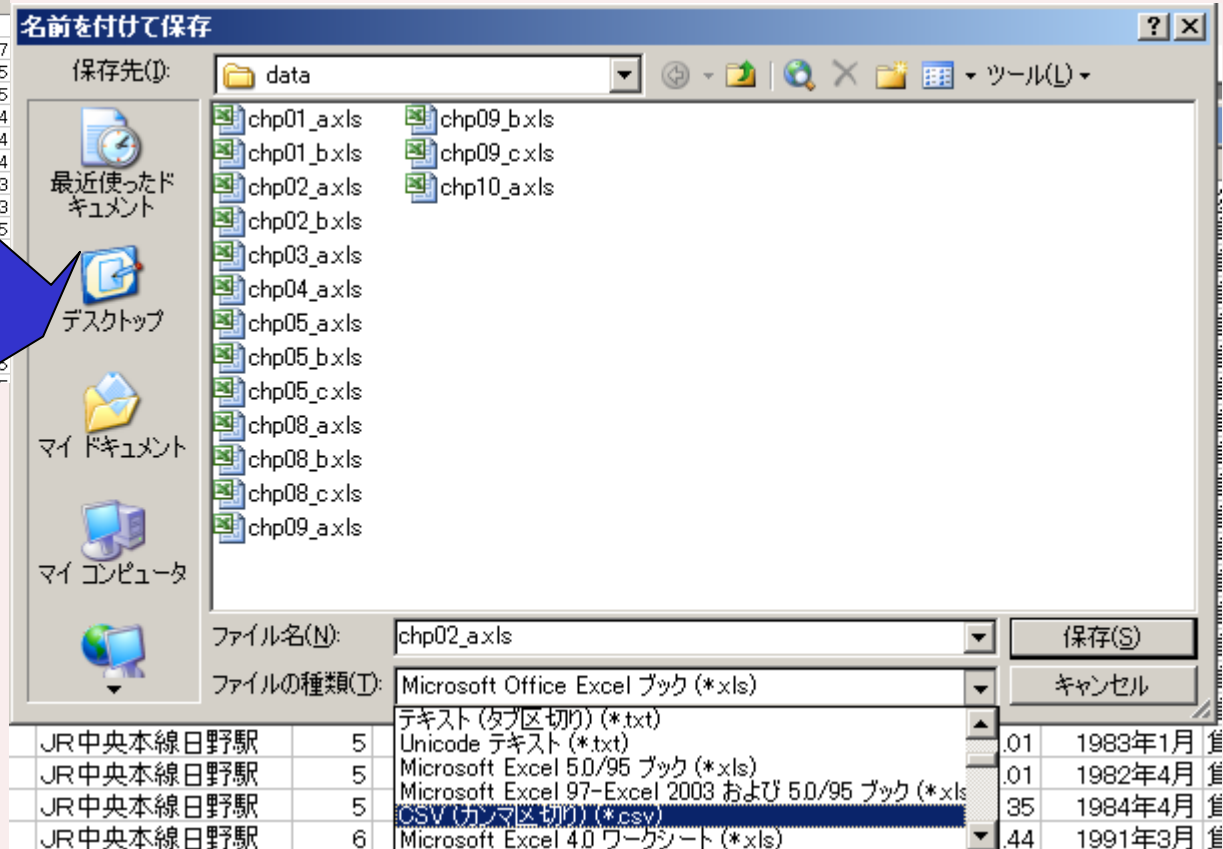 名前を付けて保存
保存先(I):
data
ツール(L)
最近使ったド
キュメント
デスクトップ
マイ ドキュメント
マイ コンピュータ
chp01_a.xls
chp01_b.xls
chp02_a.xls
chp02_b.xls
chp03_a.xls
chp04_a.xls
chp05_a.xls
chp05_b.xls
chp05_c.xls
chp08_a.xls
chp08_b.xls
chp08_c.xls
chp09_a.xls
chp09_b.xls
chp09_c.xls
chp10_a.xls
ファイル名(N):
chp02_a.xls
保存(S)
ファイルの種類(T):
Microsoft Office Excel ブック (*.xls)
キャンセル
テキスト (タブ区切り) (*.txt)
Unicode テキスト (*.txt)
Microsoft Excel 5.0/95 ブック (*.xls)
Microsoft Excel 97-Excel 2003 および 5.0/95 ブック (*.xls
CSV (カンマ区切り) (*.csv)
Microsoft Excel 4.0 ワークシート (*.xls)
JR中央本線日野駅 5 .01 1983年1月
JR中央本線日野駅 5 .01 1982年4月
JR中央本線日野駅 5 35 1984年4月
JR中央本線日野駅 6 .44 1991年3月